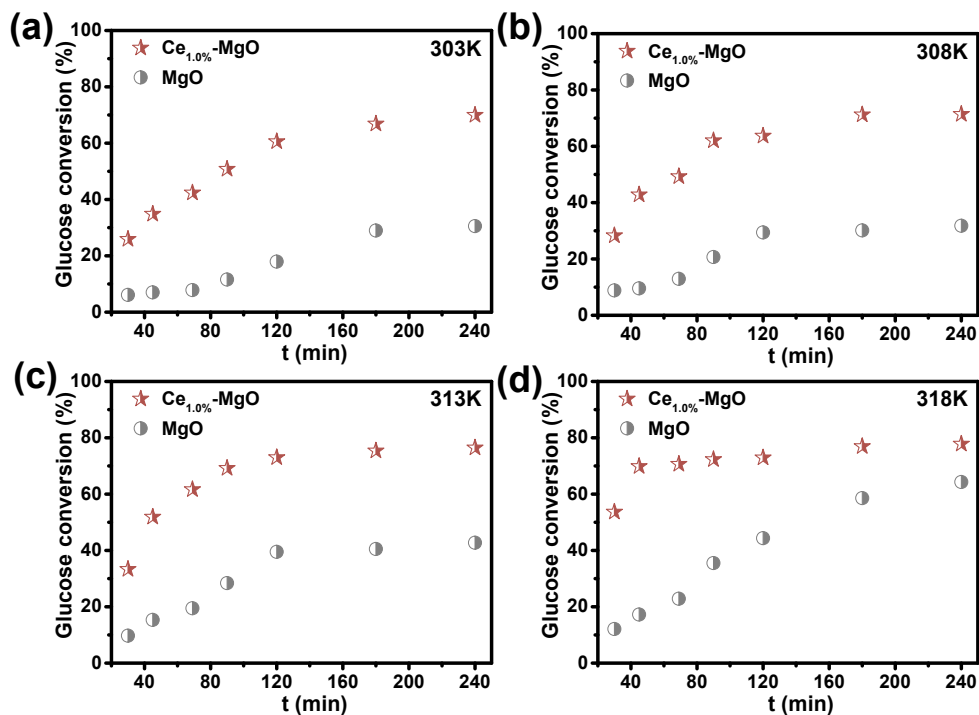 (a)
Ce1.0%-MgO
MgO
303K
Glucose conversion (%)
100
80
60
40
20
0
40 80 120 160 200 240
t (min)
(b)
Ce1.0%-MgO
MgO
308K
Glucose conversion (%)
100
80
60
40
20
0
40 80 120 160 200 240
t (min)
(c)
Ce1.0%-MgO
MgO
313K
Glucose conversion (%)
100
80
60
40
20
0
40 80 120 160 200 240
t (min)
(d)
Ce1.0%-MgO
MgO
318K
Glucose conversion (%)
100
80
60
40
20
0
40 80 120 160 200 240
t (min)